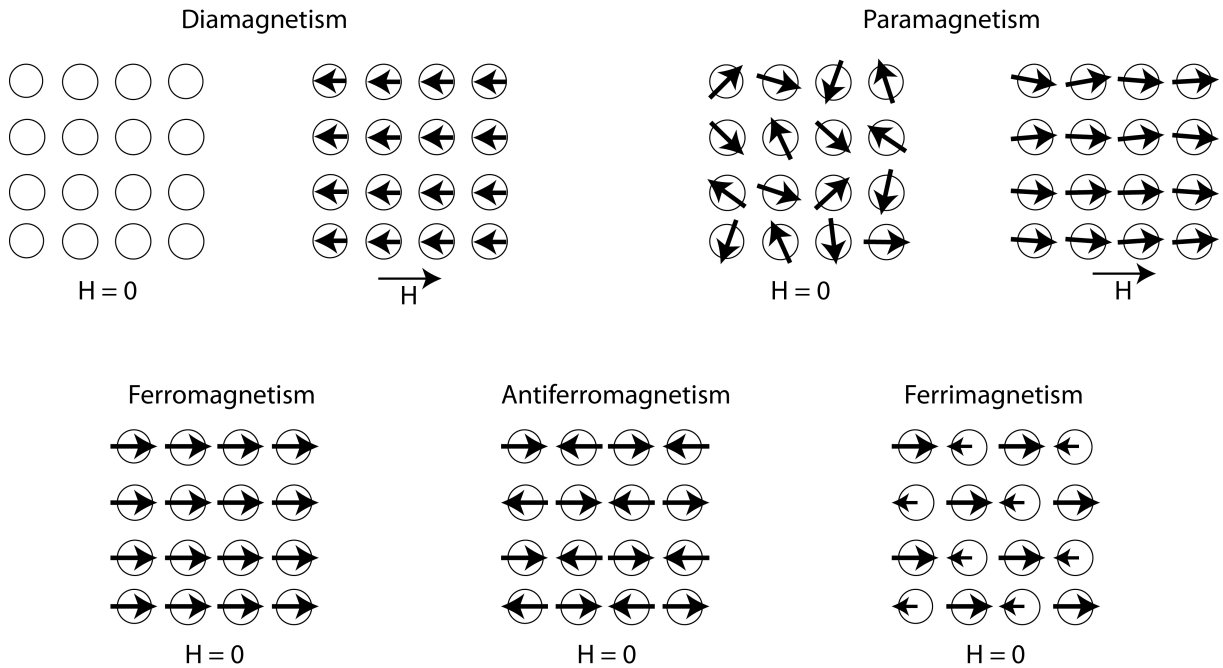 Diamagnetism
Paramagnetism
H = 0
H
H = 0
H
Ferromagnetism
Antiferromagnetism
Ferrimagnetism
H = 0
H = 0
H = 0